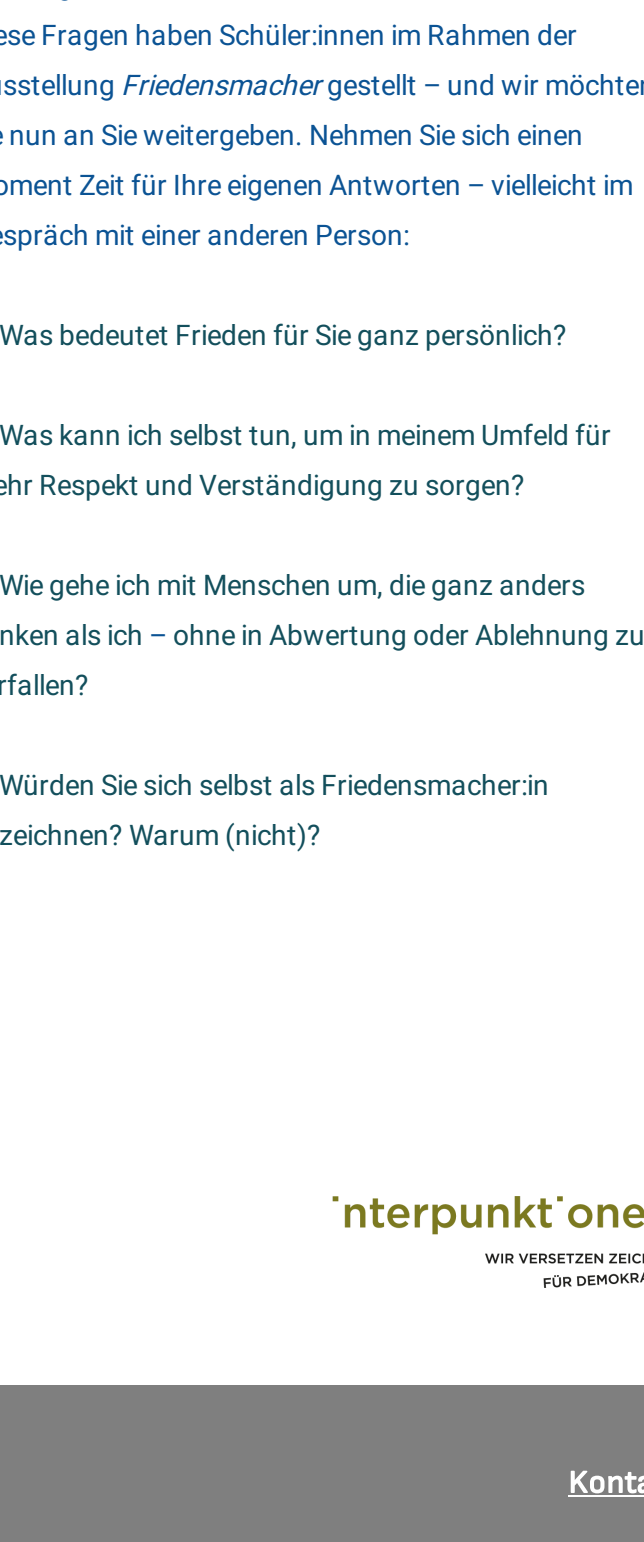 ese Fragen haben Schüler:innen im Rahmen der
usstellung Friedensmacher gestellt – und wir möchten
e nun an Sie weitergeben. Nehmen Sie sich einen
oment Zeit für Ihre eigenen Antworten – vielleicht im
espräch mit einer anderen Person:
Was bedeutet Frieden für Sie ganz persönlich?
Was kann ich selbst tun, um in meinem Umfeld für
ehr Respekt und Verständigung zu sorgen?
Wie gehe ich mit Menschen um, die ganz anders
nken als ich – ohne in Abwertung oder Ablehnung zu
rfallen?
Würden Sie sich selbst als Friedensmacher:in
zeichnen? Warum (nicht)?
˙nterpunkt˙one
WIR VERSETZEN ZEIC
FÜR DEMOKRA
Konta